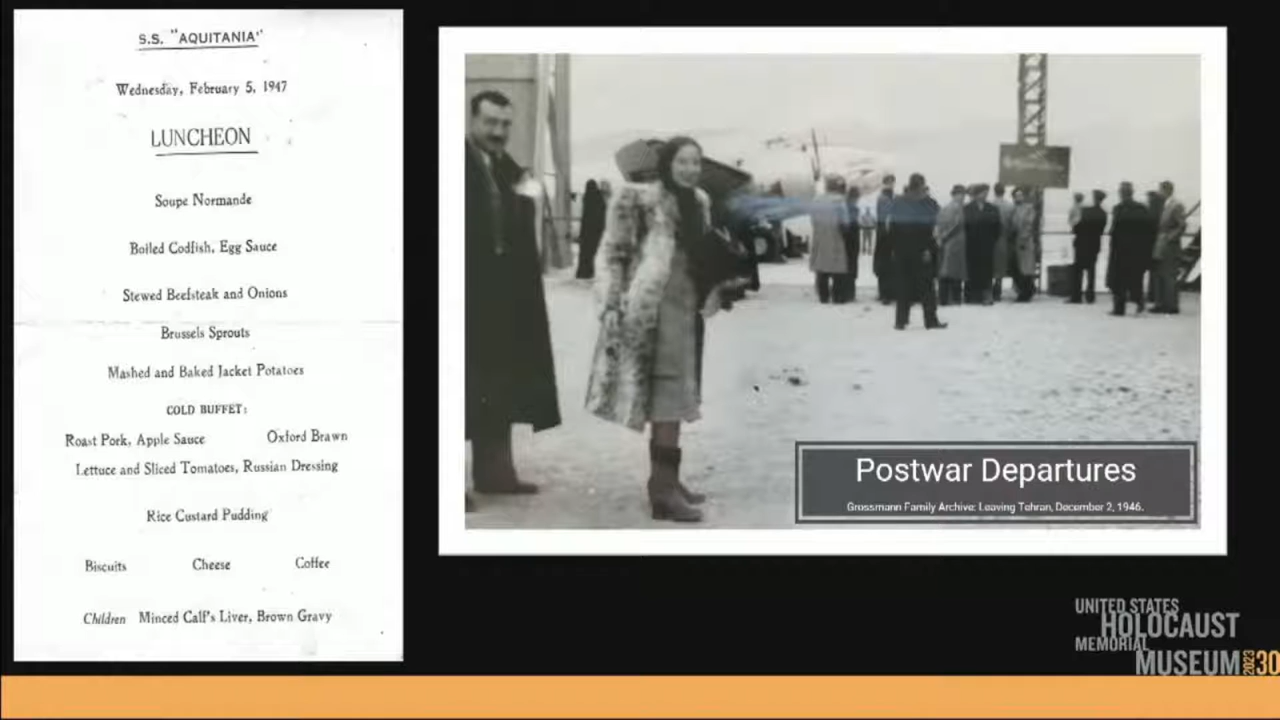 S.S. "AQUITANIA"
Wednesday, February 5, 1947
LUNCHEON
Soupe Normande
Boiled Codfish, Egg Sauce
Stewed Beefsteak and Onions
Brussels Sprouts
Mashed and Baked Jacket Potatoes
COLD BUFFET:
Roast Pork, Apple Sauce Oxford Brawn
Lettuce and Sliced Tomatoes, Russian Dressing
Rice Custard Pudding
Biscuits Cheese Coffee
Children Minced Calf's Liver, Brown Gravy
Postwar Departures
Grossmann Family Archive: Leaving Tehran, December 2, 1946.
UNITED STATES
HOLOCAUST
MEMORIAL
MUSEUM 2023 30